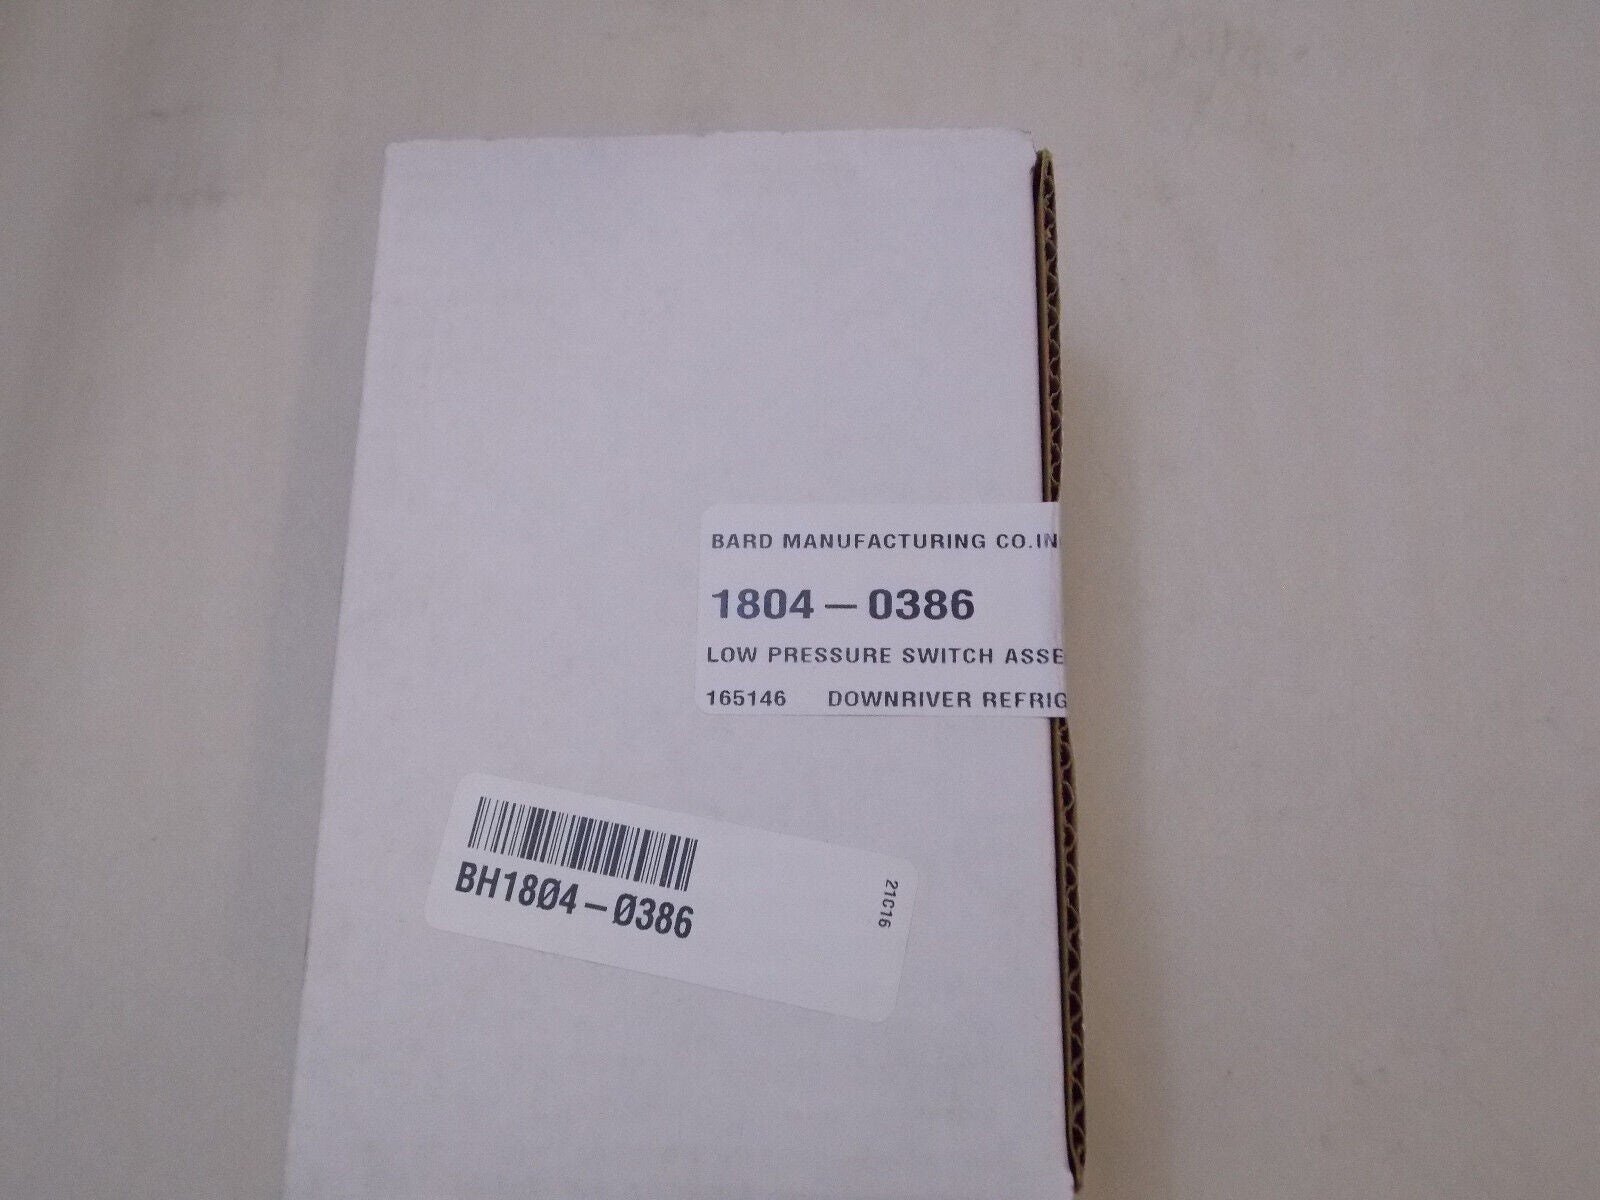 BARD MANUFACTURING CO.IN
1804-0386
LOW PRESSURE SWITCH ASSE
165146 DOWNRIVER REFRIG
BH18Ø4-Ø386
21C16